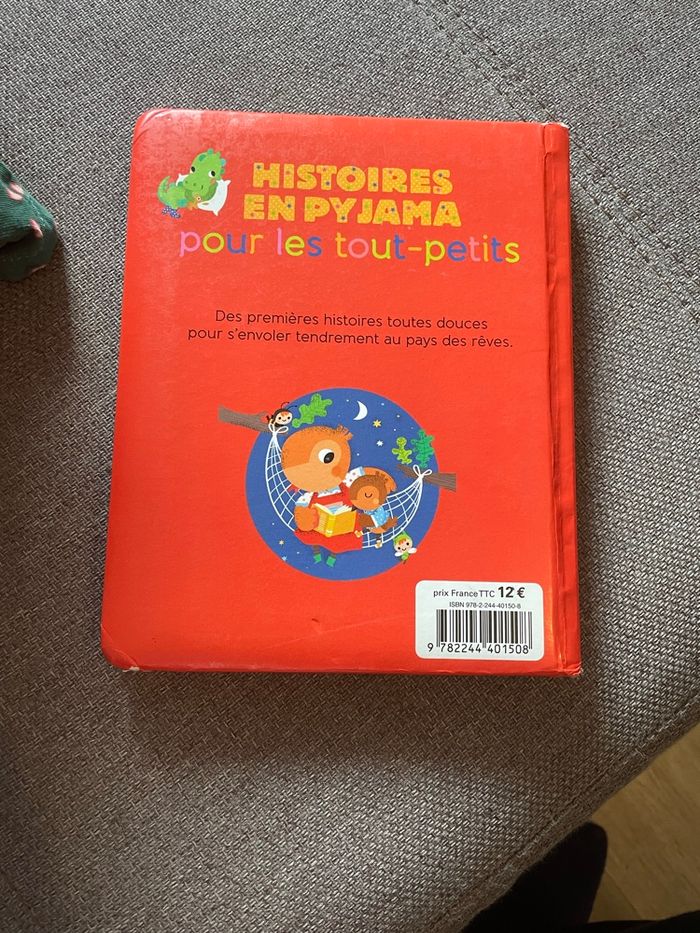 HISTOIRES
EN PYJAMA
pour les tout-petits
Des premières histoires toutes douces
pour s'envoler tendrement au pays des rêves.
prix France TTC 12 €
ISBN 978-2-244-40150-8
9 782244 401508